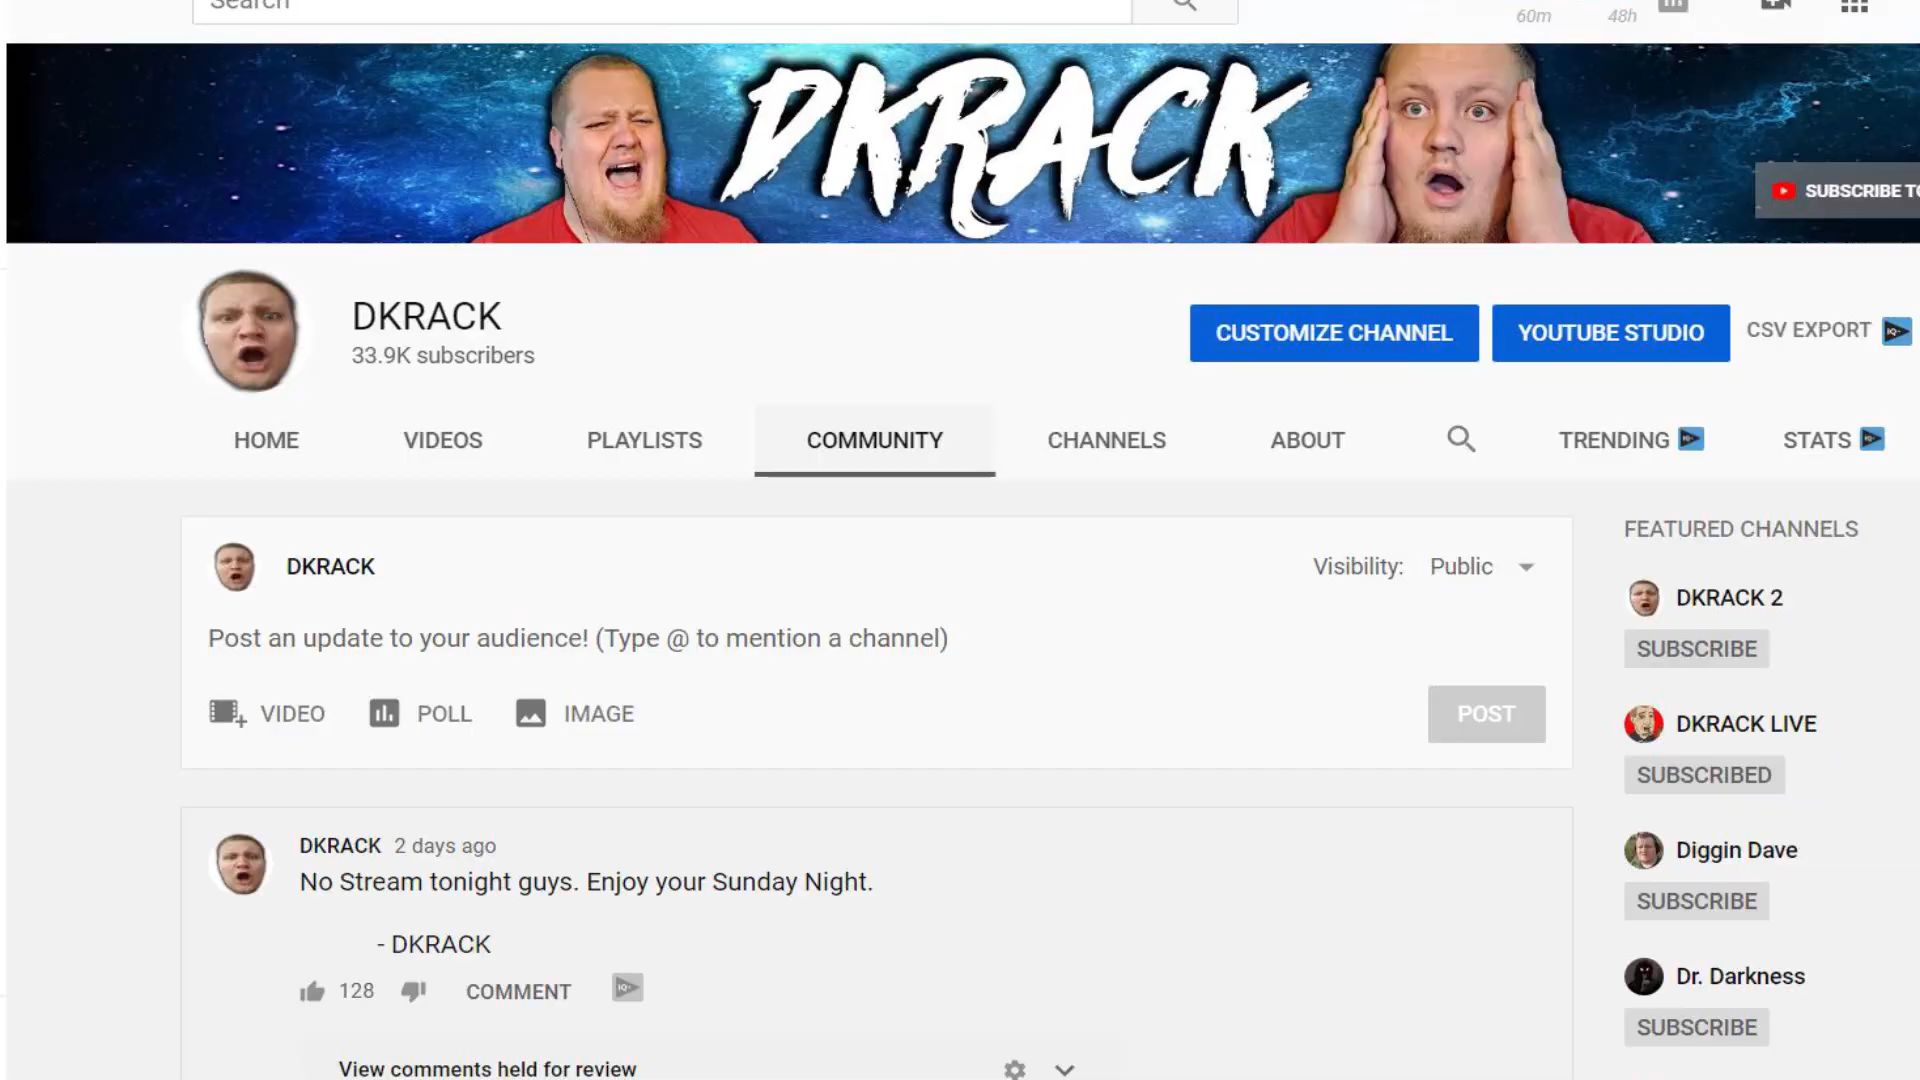 Search
60m 48h
DKRACK
SUBSCRIBE TO
DKRACK
33.9K subscribers
CUSTOMIZE CHANNEL
YOUTUBE STUDIO
CSV EXPORT
HOME
VIDEOS
PLAYLISTS
COMMUNITY
CHANNELS
ABOUT
TRENDING
STATS
DKRACK
Visibility: Public
Post an update to your audience! (Type @ to mention a channel)
VIDEO
POLL
IMAGE
POST
DKRACK 2 days ago
No Stream tonight guys. Enjoy your Sunday Night.
- DKRACK
128
COMMENT
View comments held for review
FEATURED CHANNELS
DKRACK 2
SUBSCRIBE
DKRACK LIVE
SUBSCRIBED
Diggin Dave
SUBSCRIBE
Dr. Darkness
SUBSCRIBE